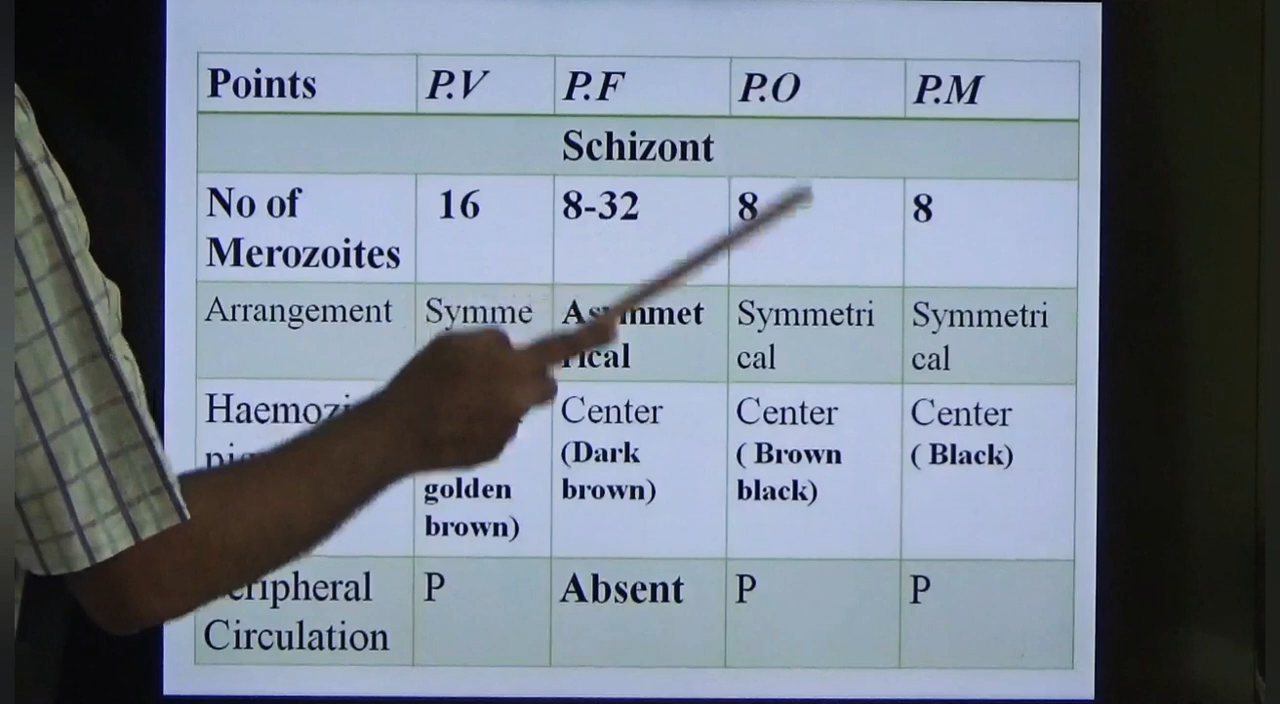 Points P.V P.F P.O P.M
Schizont
No of 16 8-32 8 8
Merozoites
Arrangement Symme Symmetri Symmetri
cal cal
Center Center Center
(Dark ( Brown ( Black)
golden brown) black)
brown)
P Absent P P
Circulation